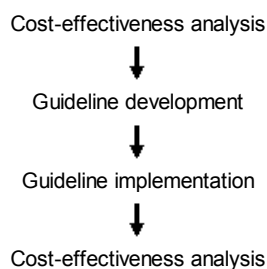 Cost-effectiveness analysis
Guideline development
Guideline implementation
Cost-effectiveness analysis